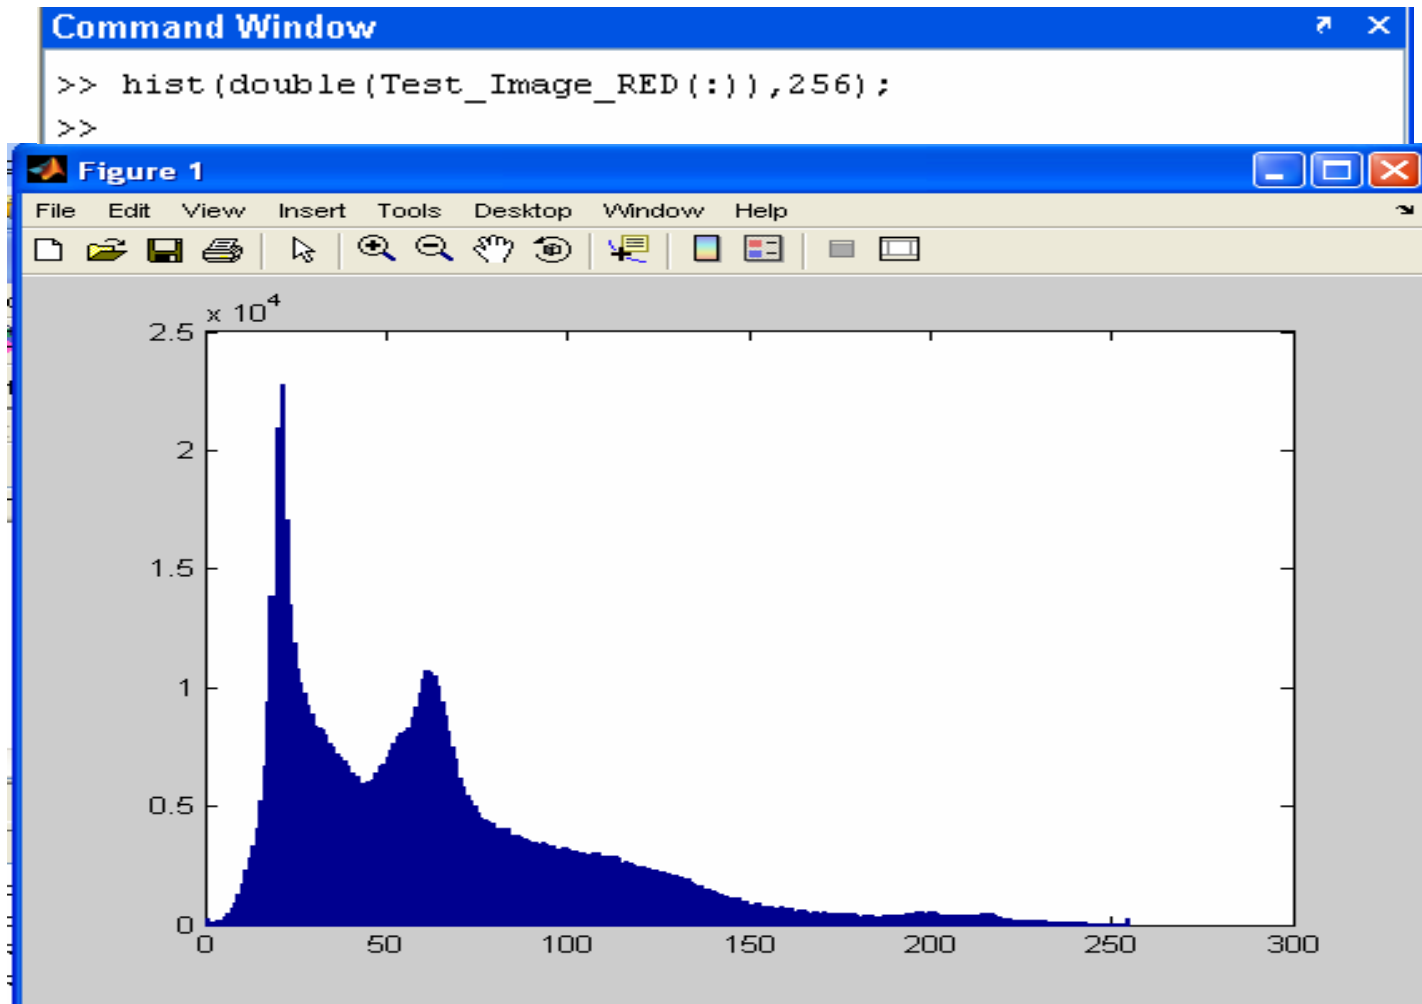 Command Window
>> hist(double(Test_Image_RED(:)),256);
>>
Figure 1
File Edit View Insert Tools Desktop Window Help
x 10^4
2.5
2
1.5
1
0.5
0
0 50 100 150 200 250 300